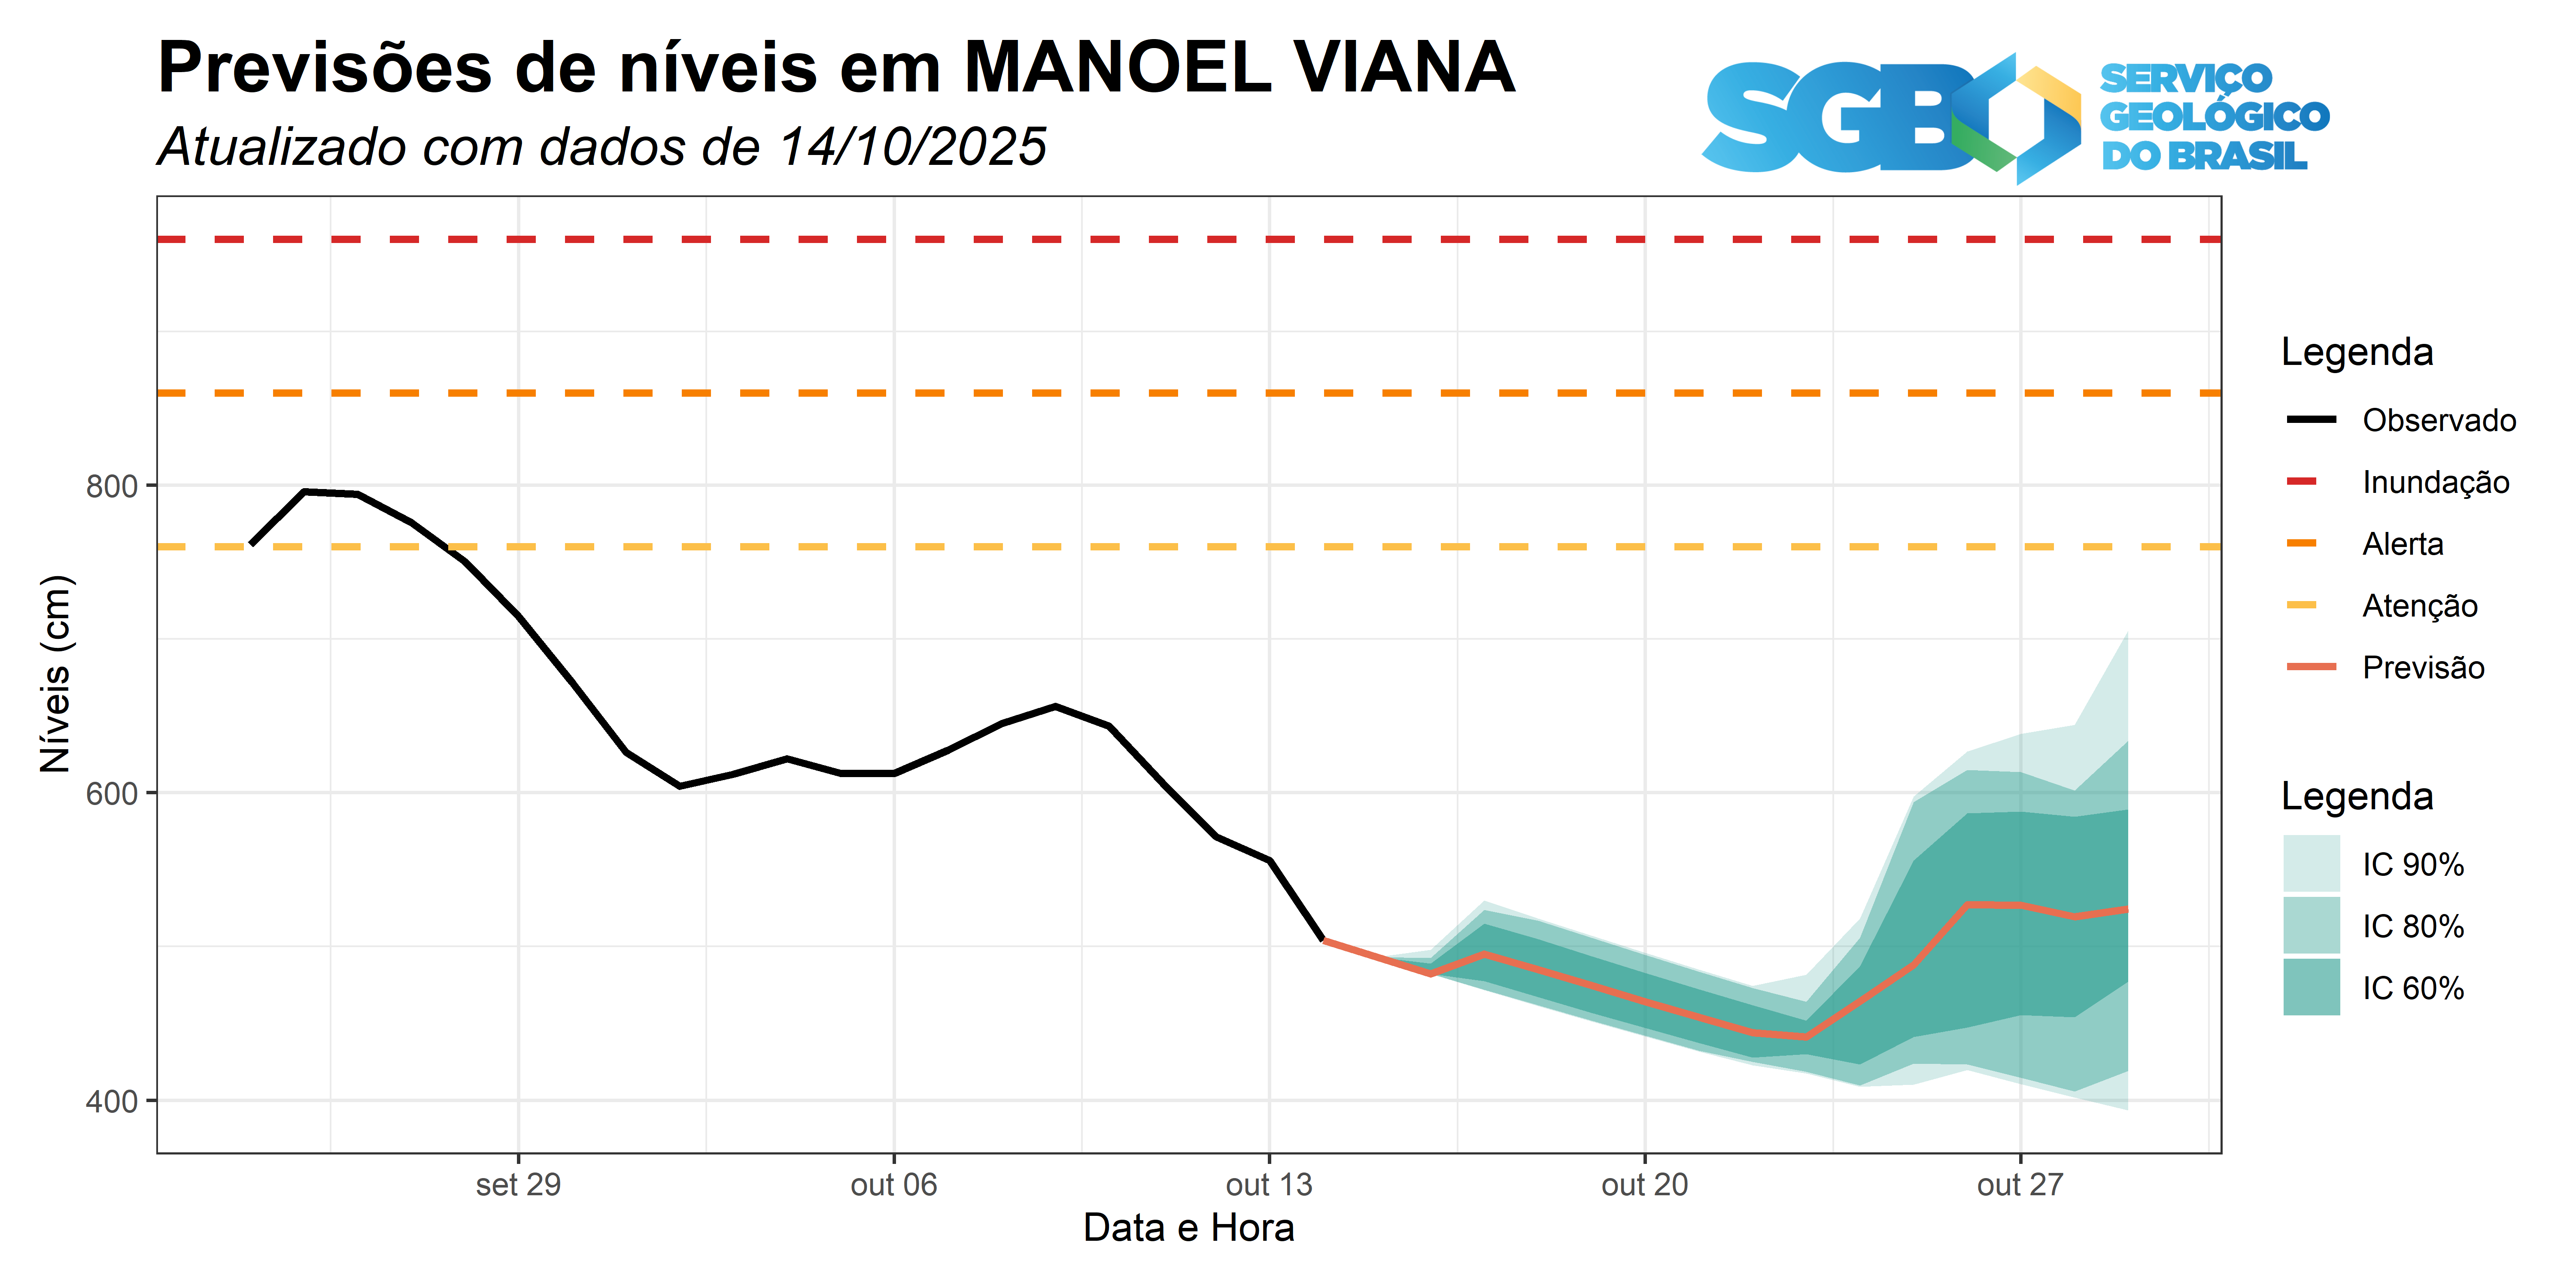 Previsões de níveis em MANOEL VIANA
Atualizado com dados de 14/10/2025
SGB
SERVIÇO
GEOLÓGICO
DO BRASIL
Níveis (cm)
800
600
400
set 29
out 06
out 13
out 20
out 27
Data e Hora
Legenda
Observado
Inundação
Alerta
Atenção
Previsão
Legenda
IC 90%
IC 80%
IC 60%